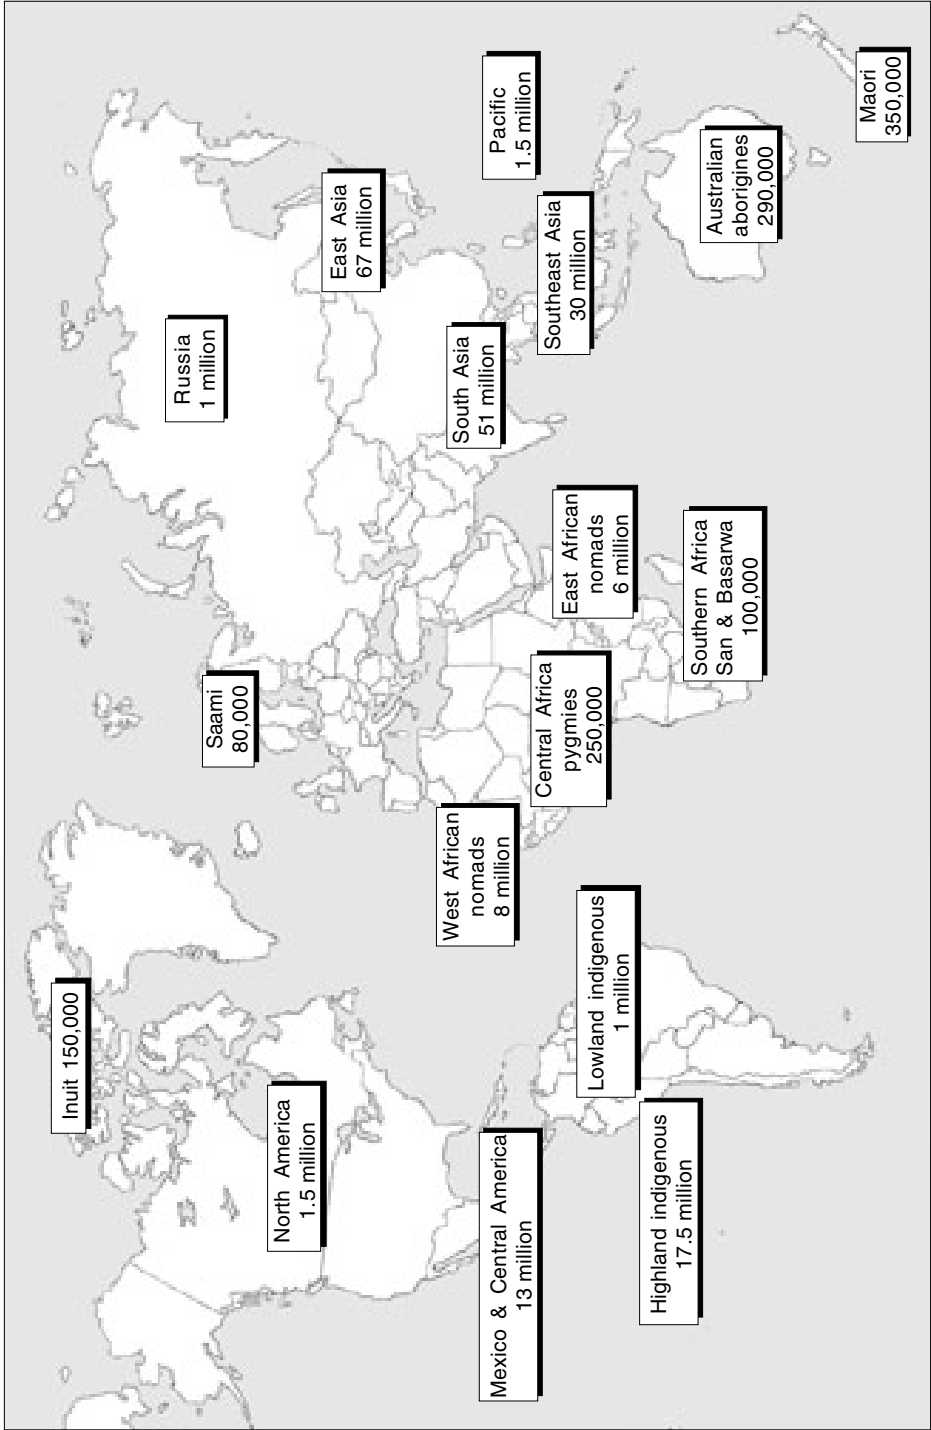 Inuit 150,000
North America
1.5 million
Mexico & Central America
13 million
Highland indigenous
17.5 million
Lowland indigenous
1 million
West African
nomads
8 million
Saami
80,000
Central Africa
pygmies
250,000
East African
nomads
6 million
Southern Africa
San & Basarwa
100,000
Russia
1 million
South Asia
51 million
East Asia
67 million
Southeast Asia
30 million
Pacific
1.5 million
Australian
aborigines
290,000
Maori
350,000